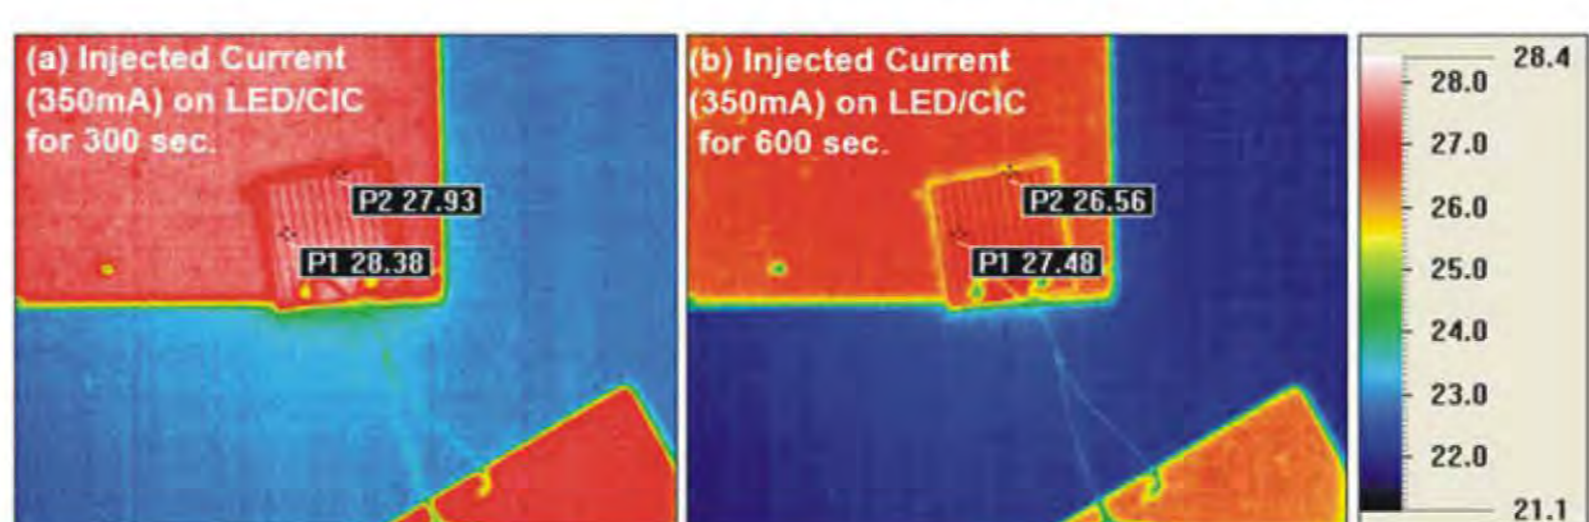 (a) Injected Current
(350mA) on LED/CIC
for 300 sec.
P2 27.93
P1 28.38
(b) Injected Current
(350mA) on LED/CIC
for 600 sec.
P2 26.56
P1 27.48
28.4
28.0
27.0
26.0
25.0
24.0
23.0
22.0
21.1